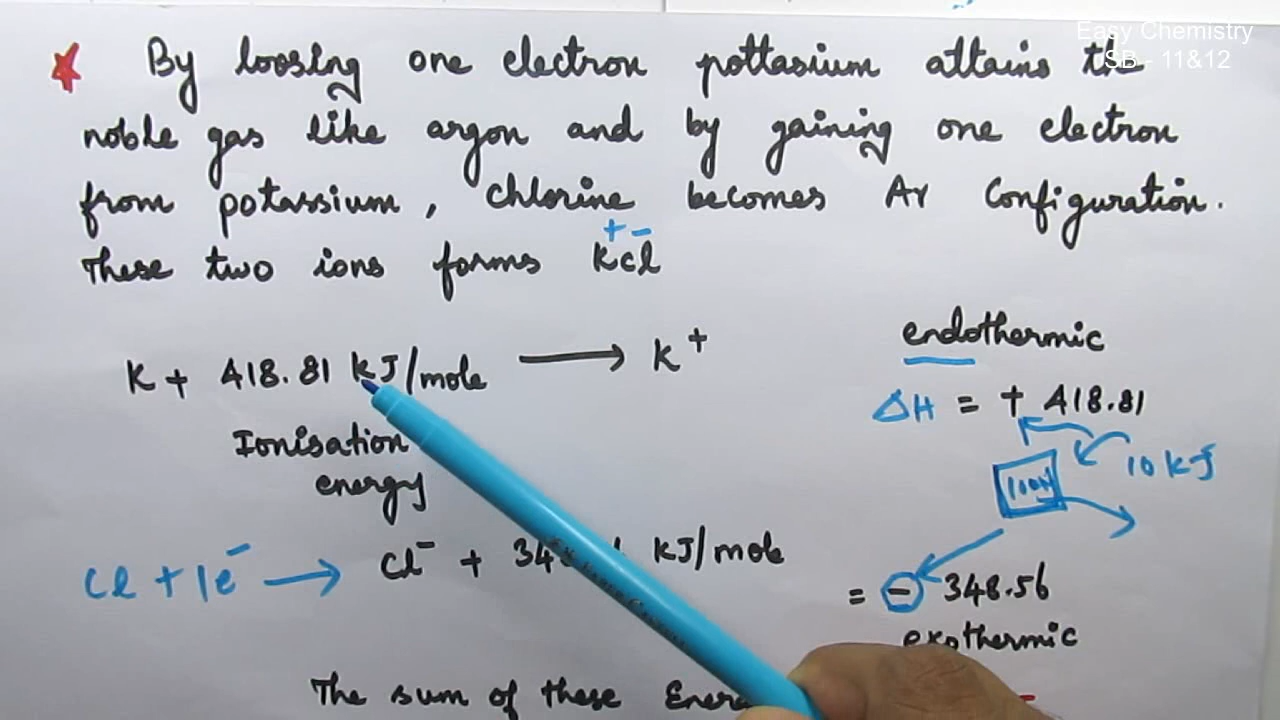 Easy Chemistry
SB - 11&12
By loosing one electron pottasium attains the
noble gas like argon and by gaining one electron
from potassium, chlorine becomes Ar configuration.
+ -
These two ions forms KCl
endothermic
K + 418.81 KJ/mole ⟶ K⁺
ΔH = + 418.81
Ionisation
energy
10 KJ
Cl + 1e⁻ → Cl⁻ + KJ/mole
= - 348.56
exothermic
The sum of these